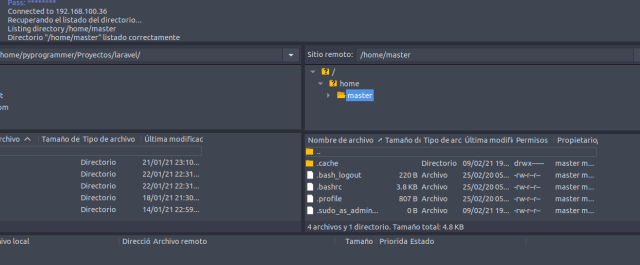 Pass: ********
Connected to 192.168.100.36
Recuperando el listado del directorio...
Listing directory /home/master
Directorio "/home/master" listado correctamente
home/pyprogrammer/Proyectos/laravel/
Sitio remoto: /home/master
/
home
master
t
om
chivo Tamaño de Tipo de archivo Última modificac
Directorio 21/01/21 23:10...
Directorio 22/01/21 22:31...
Directorio 22/01/21 22:31...
Directorio 18/01/21 21:30...
Directorio 14/01/21 22:59...
Nombre de archivo Tamaño d Tipo de arc Última modifi Permisos Propietario,
..
.cache Directorio 09/02/21 19... drwx------ master m...
.bash_logout 220 B Archivo 25/02/20 05... -rw-r--r-- master m...
.bashrc 3.8 KB Archivo 25/02/20 05... -rw-r--r-- master m...
.profile 807 B Archivo 25/02/20 05... -rw-r--r-- master m...
.sudo_as_admin... 0 B Archivo 09/02/21 19... -rw-r--r-- master m...
4 archivos y 1 directorio. Tamaño total: 4.8 KB
ivo local Direcció Archivo remoto Tamaño Priorida Estado